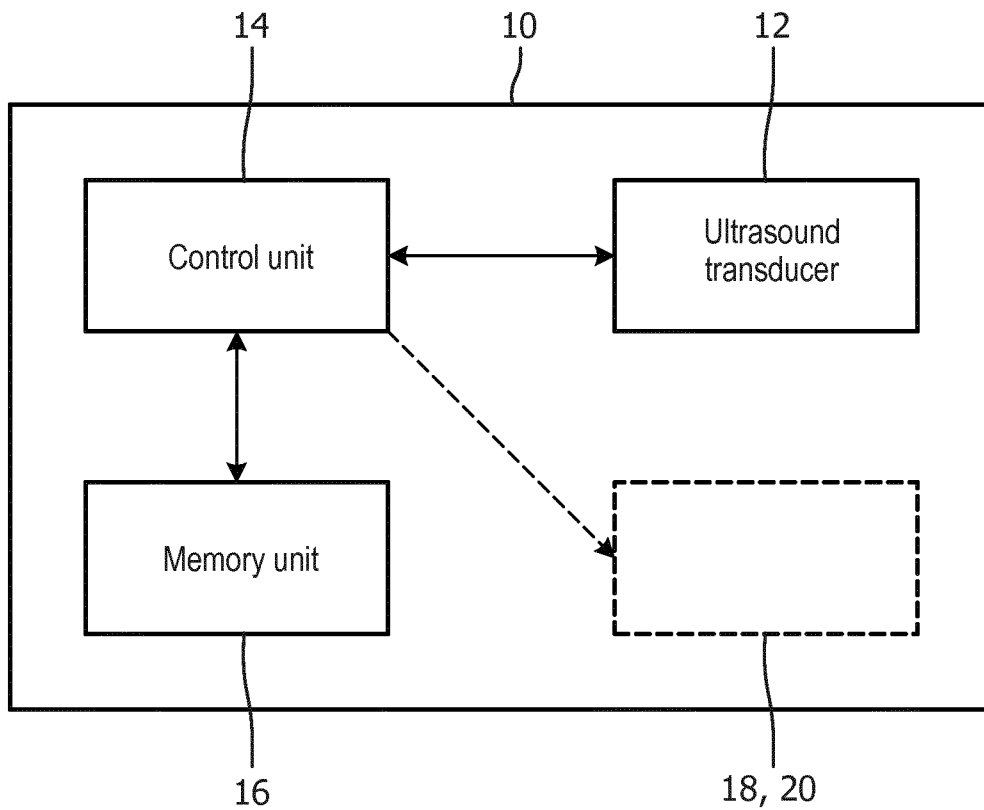 14
10
12
Control unit
Ultrasound
transducer
Memory unit
16
18, 20